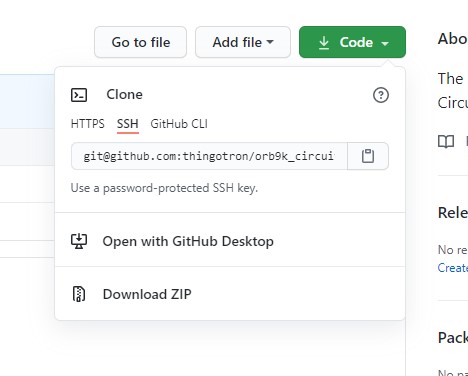 Go to file
Add file
Code
Abo
Clone
The
HTTPS SSH GitHub CLI
Circu
git@github.com:thingotron/orb9k_circui
Use a password-protected SSH key.
Rele
Open with GitHub Desktop
No re
Create
Download ZIP
Pack
No pa